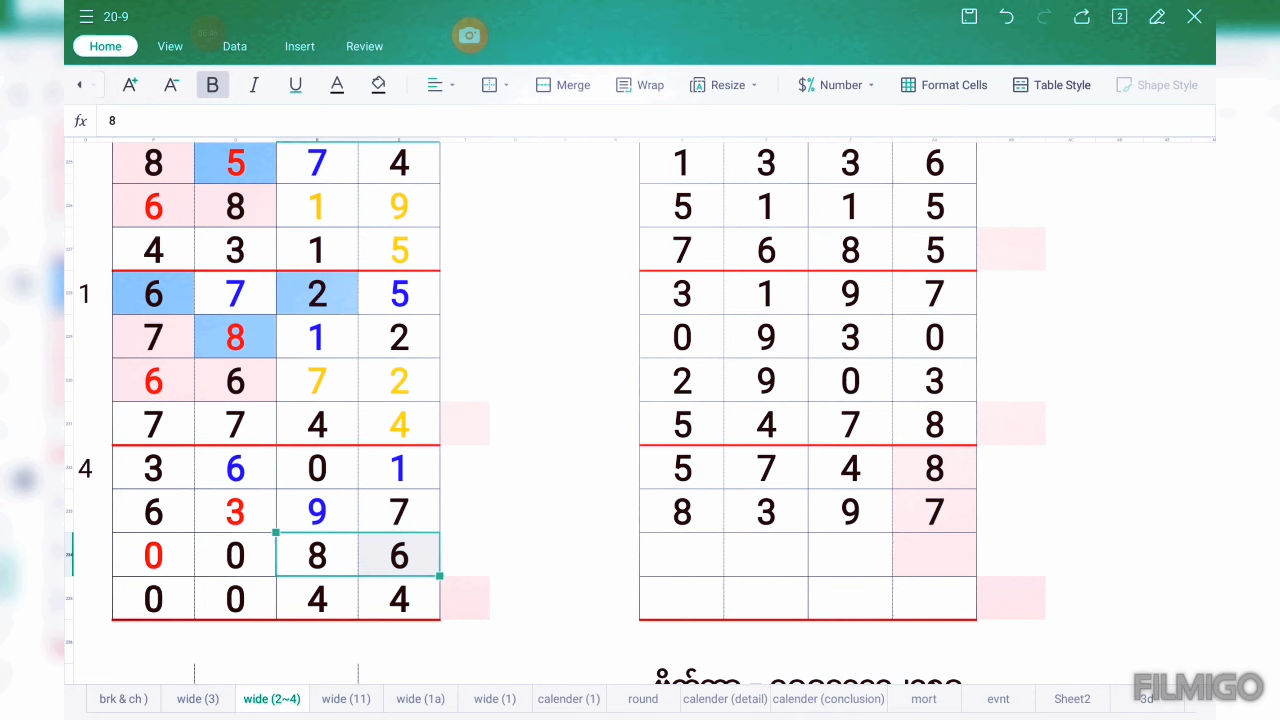 20-9
Home View Data Insert Review
B I U A Merge Wrap Resize $% Number Format Cells Table Style Shape Style
fx 8
8 5 7 4 1 3 3 6
6 8 1 9 5 1 1 5
4 3 1 5 7 6 8 5
1 6 7 2 5 3 1 9 7
7 8 1 2 0 9 3 0
6 6 7 2 2 9 0 3
7 7 4 4 5 4 7 8
4 3 6 0 1 5 7 4 8
6 3 9 7 8 3 9 7
0 0 8 6
0 0 4 4
brk & ch ) wide (3) wide (2~4) wide (11) wide (1a) wide (1) calender (1) round calender (detail) calender (conclusion) mort evnt Sheet2 3d
FILMIGO